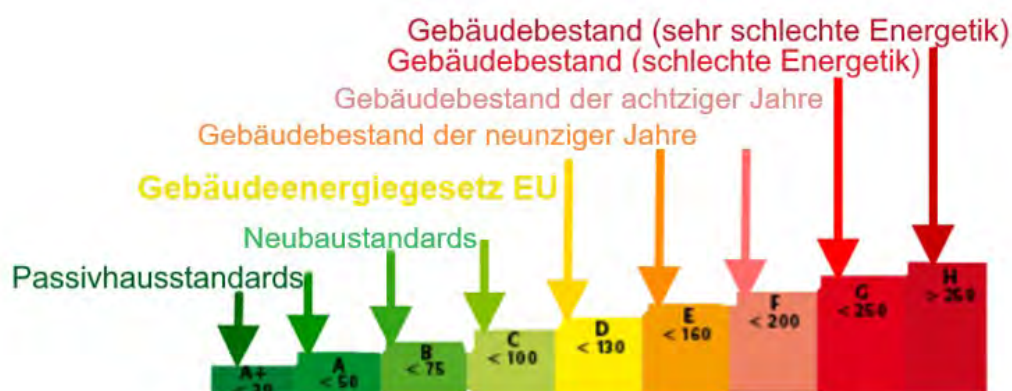 Gebäudebestand (sehr schlechte Energetik)
Gebäudebestand (schlechte Energetik)
Gebäudebestand der achtziger Jahre
Gebäudebestand der neunziger Jahre
Gebäudeenergiegesetz EU
Neubaustandards
Passivhausstandards
A+
< 30
A
< 50
B
< 75
C
< 100
D
< 130
E
< 160
F
< 200
G
< 250
H
> 250